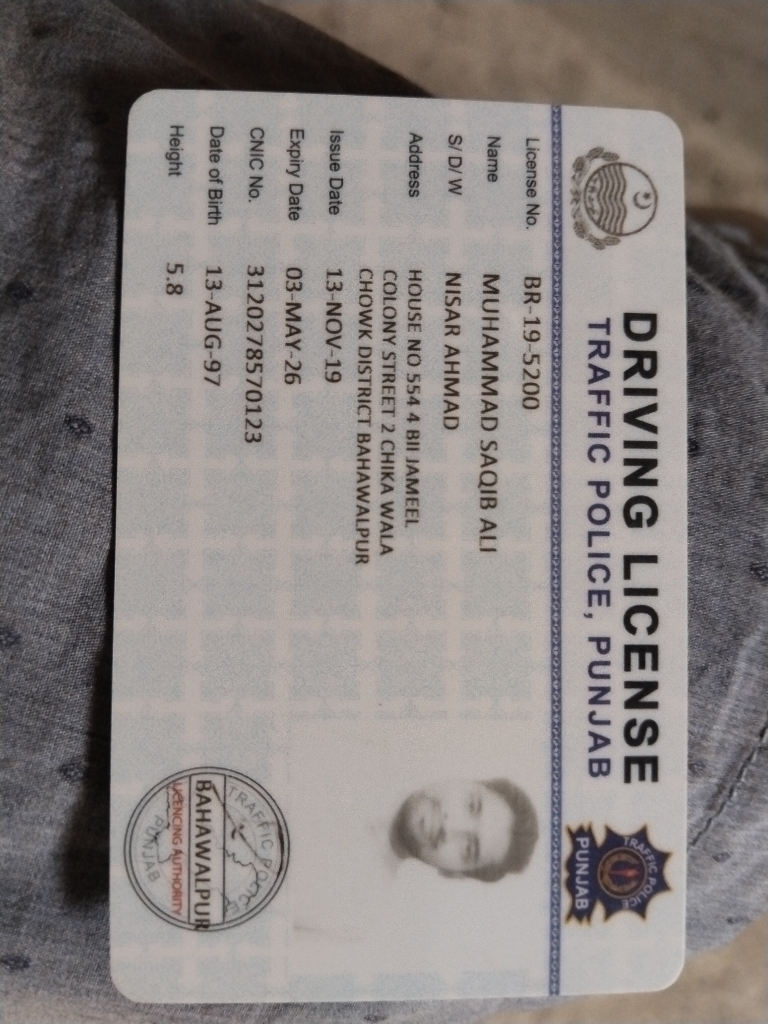 DRIVING LICENSE
TRAFFIC POLICE, PUNJAB
TRAFFIC POLICE
PUNJAB
License No. BR-19-5200
Name MUHAMMAD SAQIB ALI
S/ D/ W NISAR AHMAD
Address HOUSE NO 554 4 BII JAMEEL
COLONY STREET 2 CHIKA WALA
CHOWK DISTRICT BAHAWALPUR
Issue Date 13-NOV-19
Expiry Date 03-MAY-26
CNIC No. 3120278570123
Date of Birth 13-AUG-97
Height 5.8
TRAFFIC POLICE
BAHAWALPUR
LICENCING AUTHORITY
PUNJAB